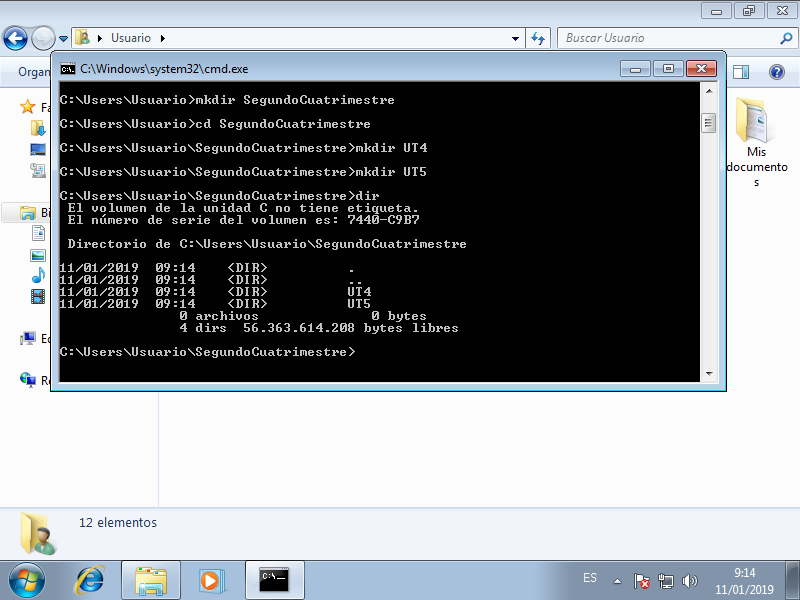 Usuario
Buscar Usuario
Organ
C:\Windows\system32\cmd.exe
C:\Users\Usuario>mkdir SegundoCuatrimestre
C:\Users\Usuario>cd SegundoCuatrimestre
C:\Users\Usuario\SegundoCuatrimestre>mkdir UT4
C:\Users\Usuario\SegundoCuatrimestre>mkdir UT5
C:\Users\Usuario\SegundoCuatrimestre>dir
El volumen de la unidad C no tiene etiqueta.
El número de serie del volumen es: 7440-C9B7
Directorio de C:\Users\Usuario\SegundoCuatrimestre
11/01/2019 09:14 <DIR> .
11/01/2019 09:14 <DIR> ..
11/01/2019 09:14 <DIR> UT4
11/01/2019 09:14 <DIR> UT5
0 archivos 0 bytes
4 dirs 56.363.614.208 bytes libres
C:\Users\Usuario\SegundoCuatrimestre>
Fa
Bi
Ec
Re
Mis
documento
s
12 elementos
C:\_
ES
9:14
11/01/2019